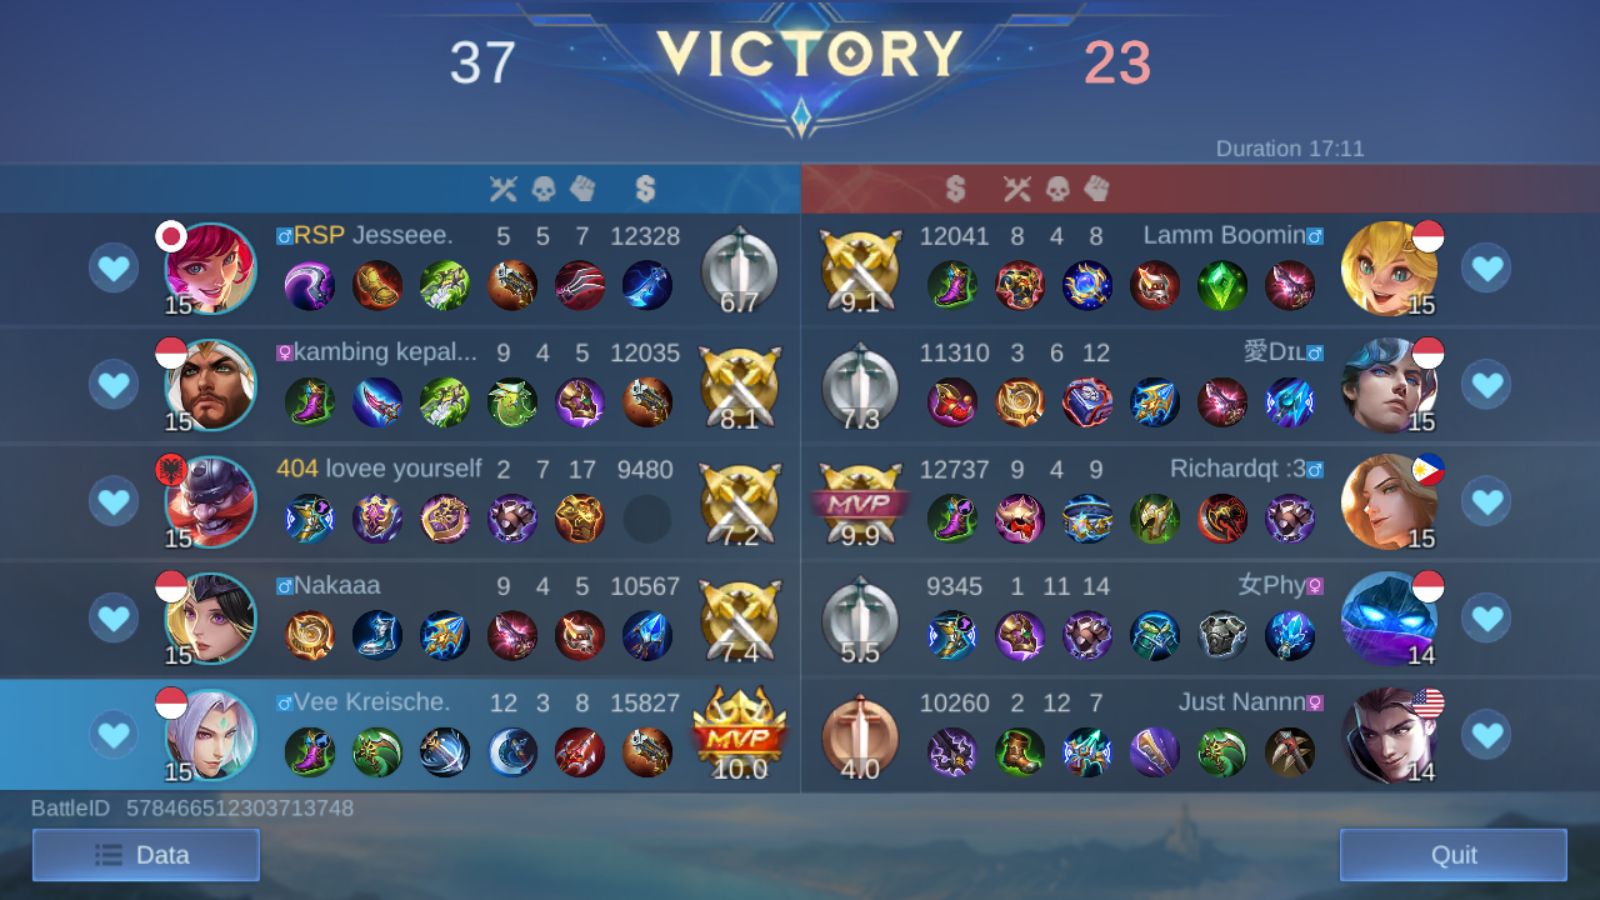 37 VICTORY 23
Duration 17:11
RSP Jesseee. 5 5 7 12328
15 6.7
12041 8 4 8 Lamm Boomin
9.1 15
kambing kepal... 9 4 5 12035
15 8.1
11310 3 6 12 愛Dɪʟ
7.3 15
404 lovee yourself 2 7 17 9480
15 7.2
12737 9 4 9 Richardqt :3
MVP
9.9 15
Nakaaa 9 4 5 10567
15 7.4
9345 1 11 14 女Phy
5.5 14
Vee Kreische. 12 3 8 15827
MVP
15 10.0
10260 2 12 7 Just Nannn
4.0 14
BattleID 578466512303713748
Data
Quit